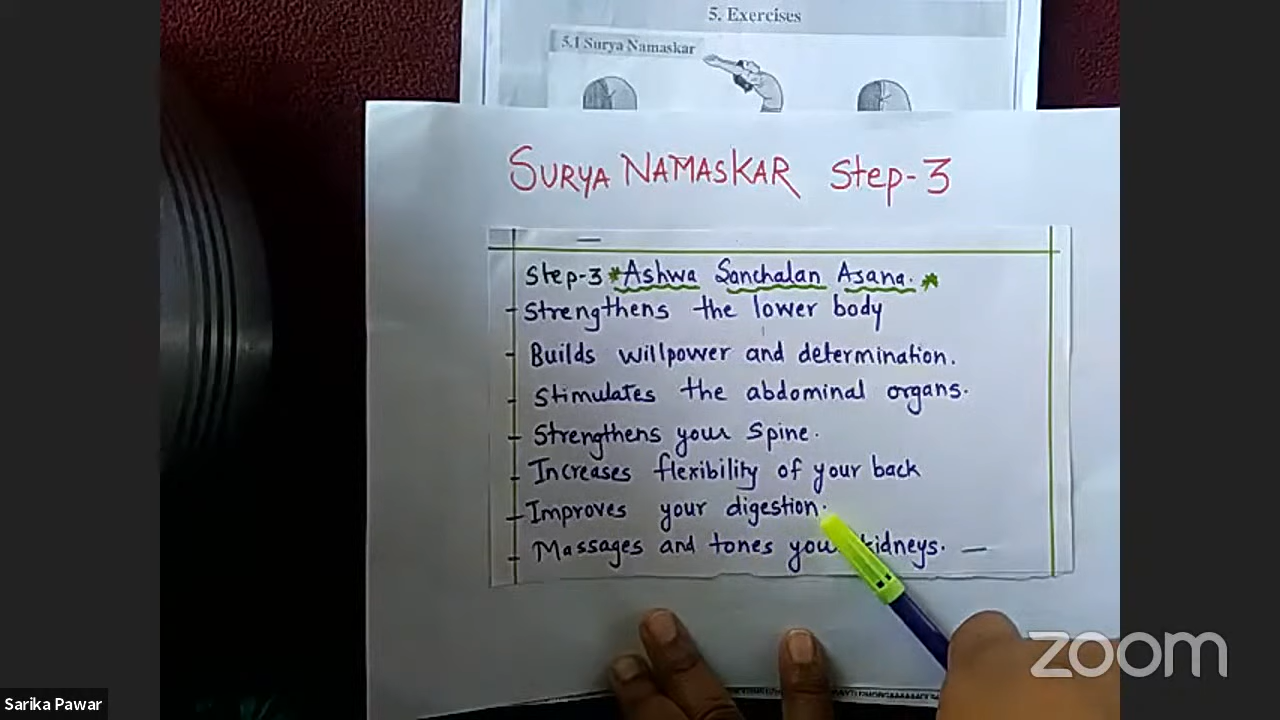 5. Exercises
5.1 Surya Namaskar
SURYA NAMASKAR Step-3
Step-3 *Ashwa Sanchalan Asana. *
- Strengthens the lower body
- Builds willpower and determination.
- Stimulates the abdominal organs.
- Strengthens your spine.
- Increases flexibility of your back
- Improves your digestion.
- Massages and tones your kidneys. —
zoom
Sarika Pawar